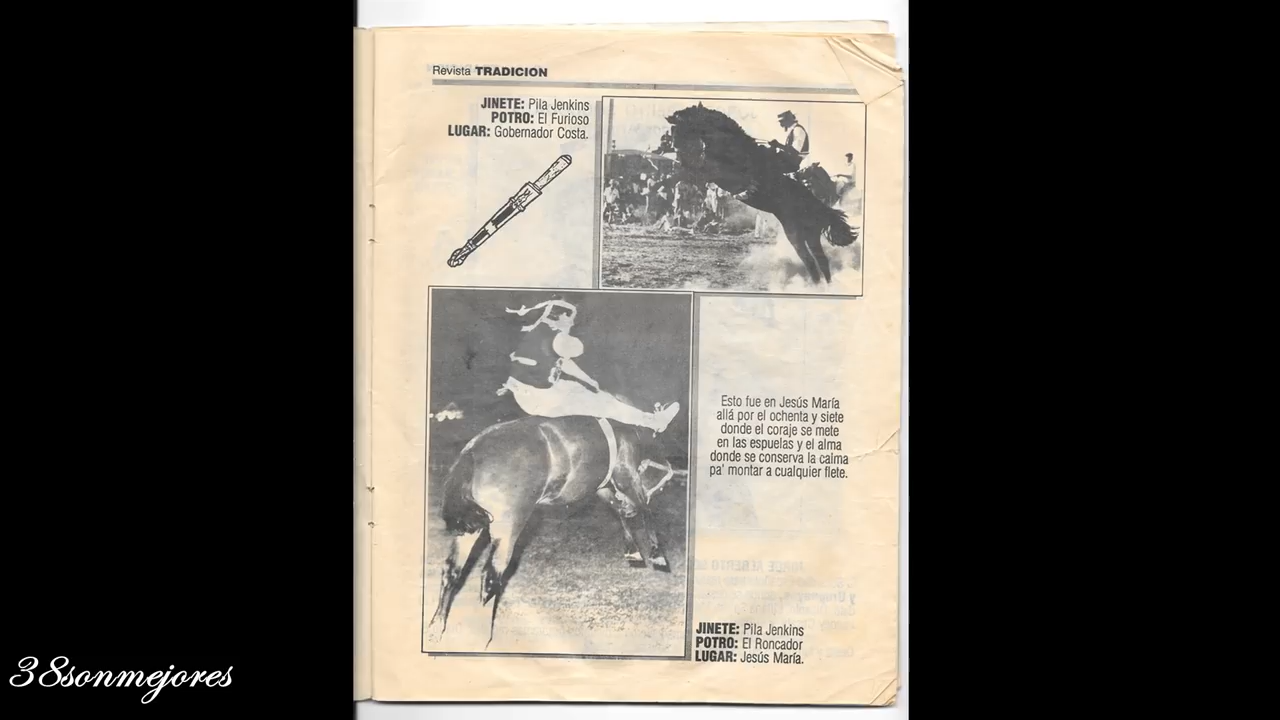 Revista TRADICION
JINETE: Pila Jenkins
POTRO: El Furioso
LUGAR: Gobernador Costa.
Esto fue en Jesús María
allá por el ochenta y siete
donde el coraje se mete
en las espuelas y el alma
donde se conserva la calma
pa' montar a cualquier flete.
JINETE: Pila Jenkins
POTRO: El Roncador
LUGAR: Jesús María.
38sonmejores